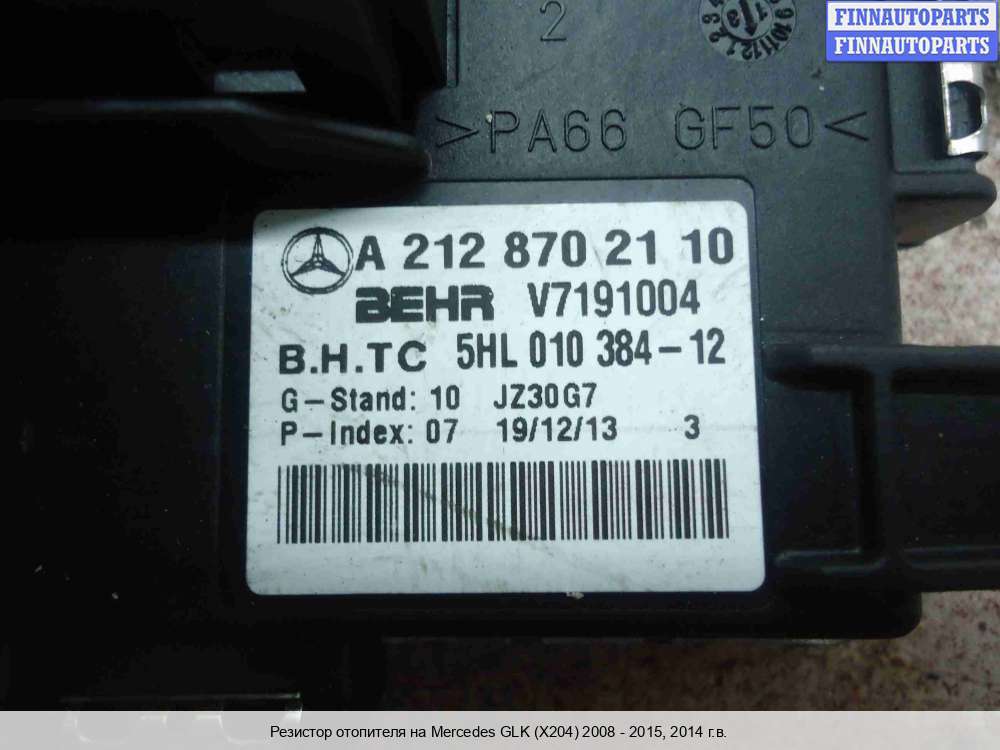 FINNAUTOPARTS
FINNAUTOPARTS
2
>PA66 GF50<
A 212 870 21 10
BEHR V7191004
B.H.TC 5HL 010 384-12
G-Stand: 10 JZ30G7
P-Index: 07 19/12/13 3
Резистор отопителя на Mercedes GLK (X204) 2008 - 2015, 2014 г.в.